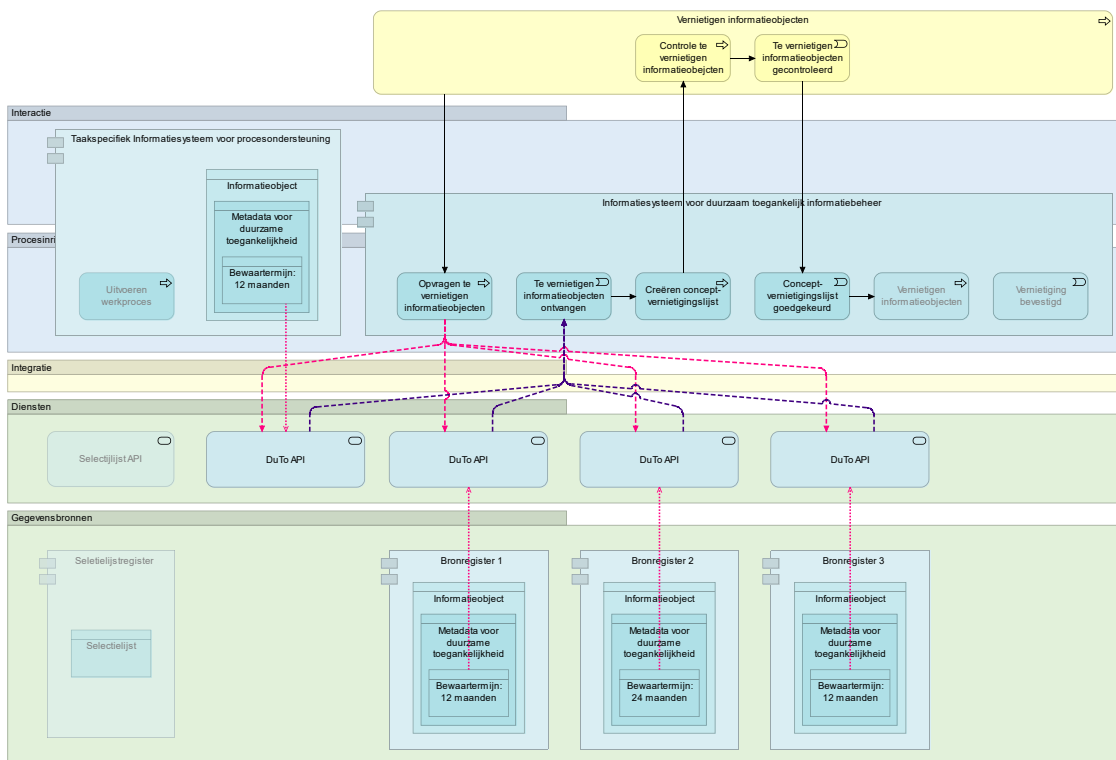 Vernietigen informatieobjecten
Controle te
vernietigen
informatieobejcten
Te vernietigen
informatieobjecten
gecontroleerd
Interactie
Taakspecifiek Informatiesysteem voor procesondersteuning
Informatieobject
Metadata voor
duurzame
toegankelijkheid
Bewaartermijn:
12 maanden
Informatiesysteem voor duurzaam toegankelijk informatiebeheer
Procesinri
Uitvoeren
werkproces
Opvragen te
vernietigen
informatieobjecten
Te vernietigen
informatieobjecten
ontvangen
Creëren concept-
vernietigingslijst
Concept-
vernietigingslijst
goedgekeurd
Vernietigen
informatieobjecten
Vernietiging
bevestigd
Integratie
Diensten
Selectijlijst API
DuTo API
DuTo API
DuTo API
DuTo API
Gegevensbronnen
Seletielijstregister
Selectielijst
Bronregister 1
Informatieobject
Metadata voor
duurzame
toegankelijkheid
Bewaartermijn:
12 maanden
Bronregister 2
Informatieobject
Metadata voor
duurzame
toegankelijkheid
Bewaartermijn:
24 maanden
Bronregister 3
Informatieobject
Metadata voor
duurzame
toegankelijkheid
Bewaartermijn:
12 maanden